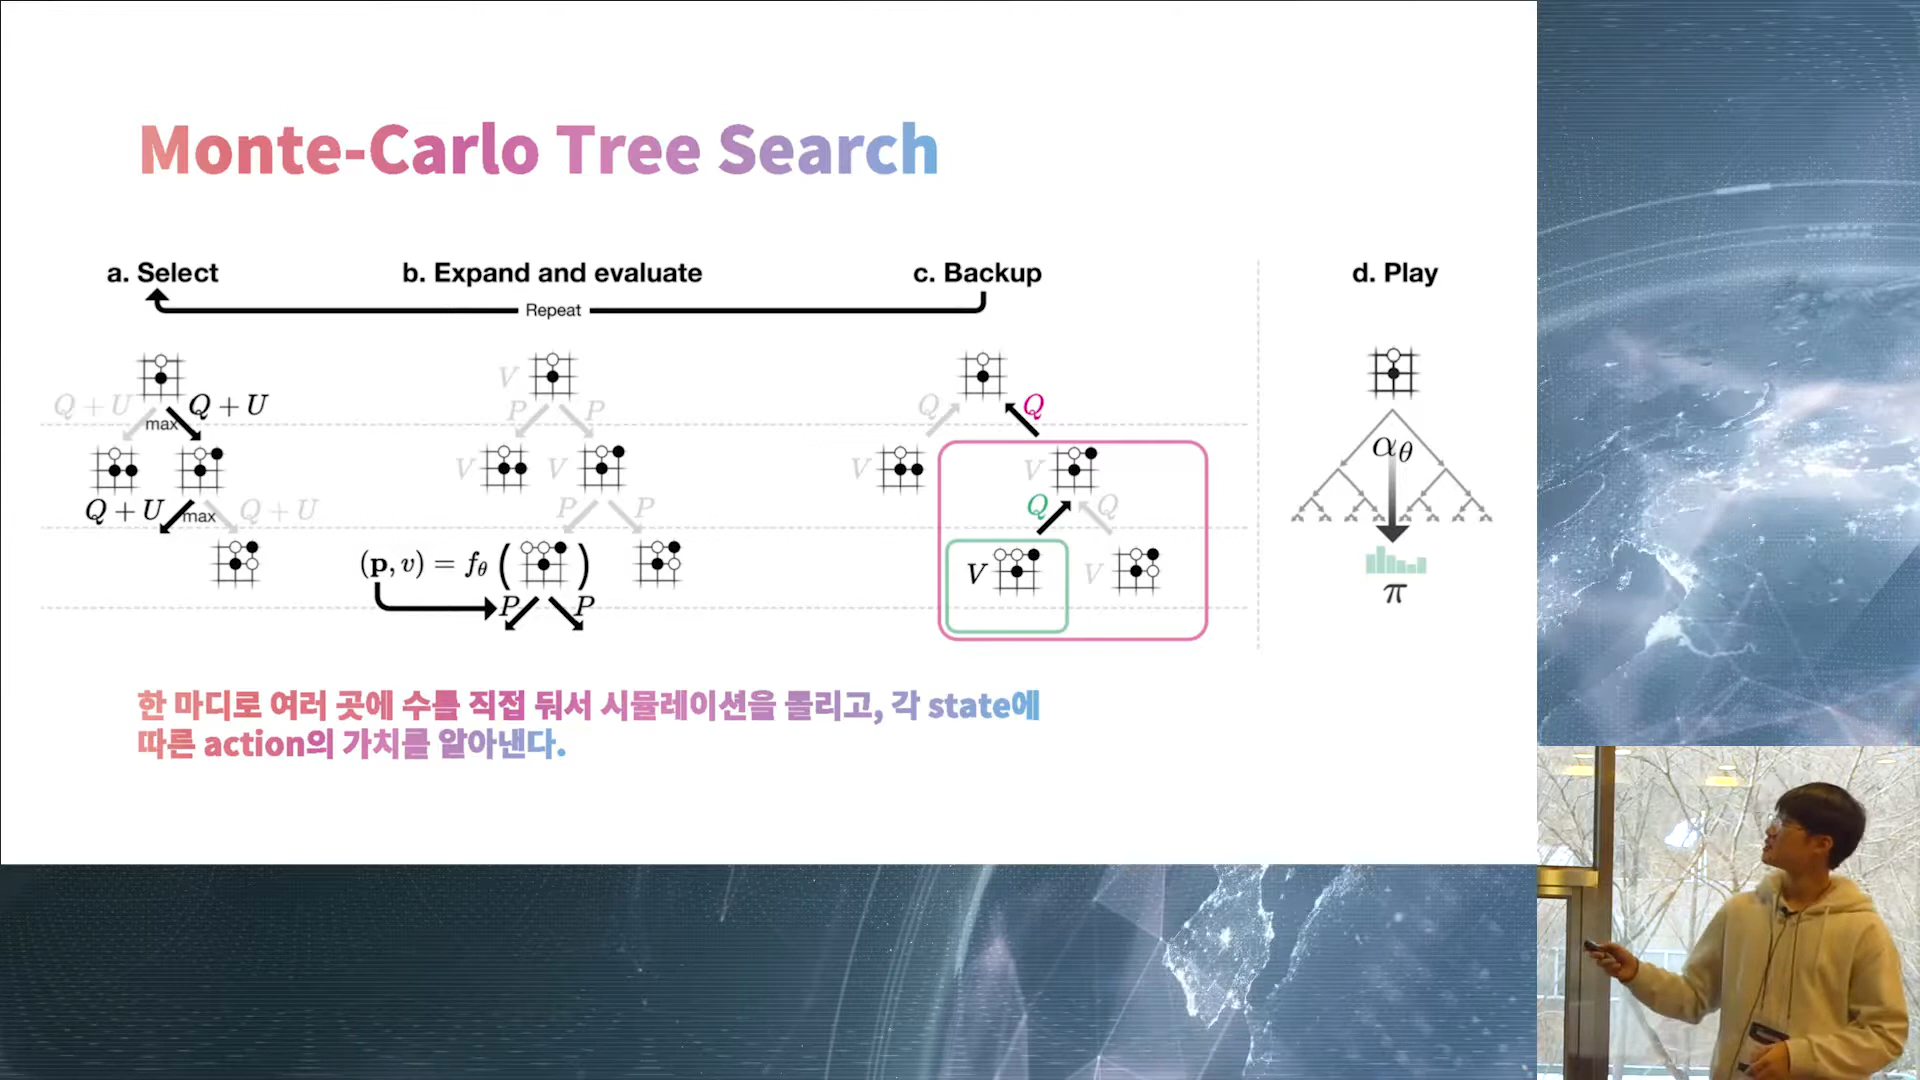 Monte-Carlo Tree Search
a. Select
b. Expand and evaluate
c. Backup
d. Play
Repeat
Q + U
Q + U
max
Q + U
max
Q + U
V
P
P
V
V
P
P
(p, v) = fθ ( )
P
P
Q
Q
V
V
Q
Q
V
V
αθ
π
한 마디로 여러 곳에 수를 직접 둬서 시뮬레이션을 돌리고, 각 state에
따른 action의 가치를 알아낸다.